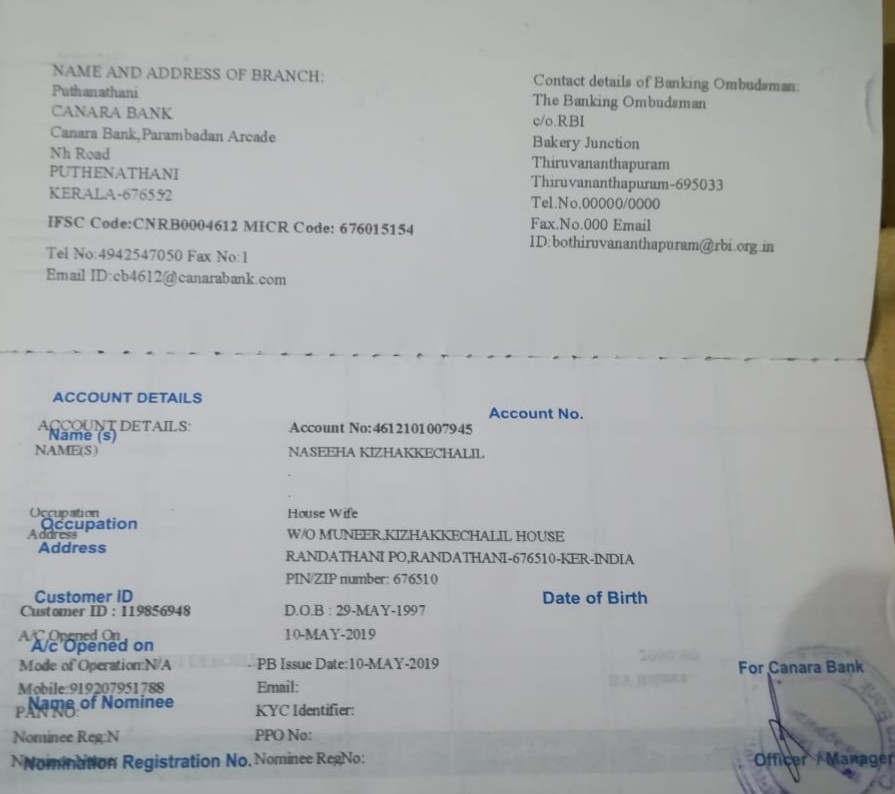 NAME AND ADDRESS OF BRANCH:
Puthanathani
CANARA BANK
Canara Bank,Parambadan Arcade
Nh Road
PUTHENATHANI
KERALA-676552
IFSC Code:CNRB0004612 MICR Code: 676015154
Tel No:4942547050 Fax No:1
Email ID:cb4612@canarabank.com
Contact details of Banking Ombudsman:
The Banking Ombudsman
c/o.RBI
Bakery Junction
Thiruvananthapuram
Thiruvananthapuram-695033
Tel.No.00000/0000
Fax.No.000 Email
ID:bothiruvananthapuram@rbi.org.in
ACCOUNT DETAILS
Account No.
ACCOUNT DETAILS: Account No:4612101007945
Name (s)
NAME(S) NASEEHA KIZHAKKECHALIL
Occupation House Wife
Occupation
Address W/O MUNEER,KIZHAKKECHALIL HOUSE
Address
RANDATHANI PO,RANDATHANI-676510-KER-INDIA
PIN/ZIP number: 676510
Customer ID
Date of Birth
Customer ID : 119856948 D.O.B : 29-MAY-1997
A/C Opened On 10-MAY-2019
A/c Opened on
Mode of Operation:N/A PB Issue Date:10-MAY-2019
For Canara Bank
Mobile:919207951788 Email:
Name of Nominee
PAN NO: KYC Identifier:
Nominee Reg:N PPO No:
Nomination Registration No. Nominee RegNo:
Officer / Manager